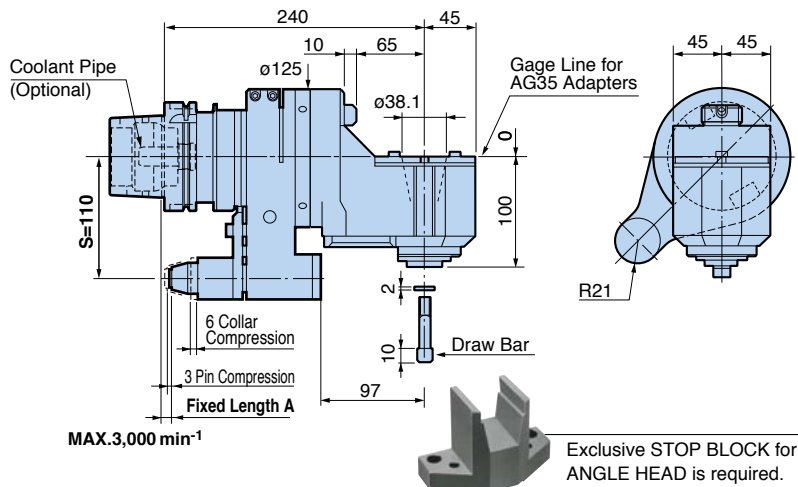 240
45
10
65
45
45
Coolant Pipe
(Optional)
ø125
Gage Line for
AG35 Adapters
ø38.1
0
S=110
100
R21
2
6 Collar
Compression
10
Draw Bar
3 Pin Compression
97
Fixed Length A
MAX.3,000 min-1
Exclusive STOP BLOCK for
ANGLE HEAD is required.